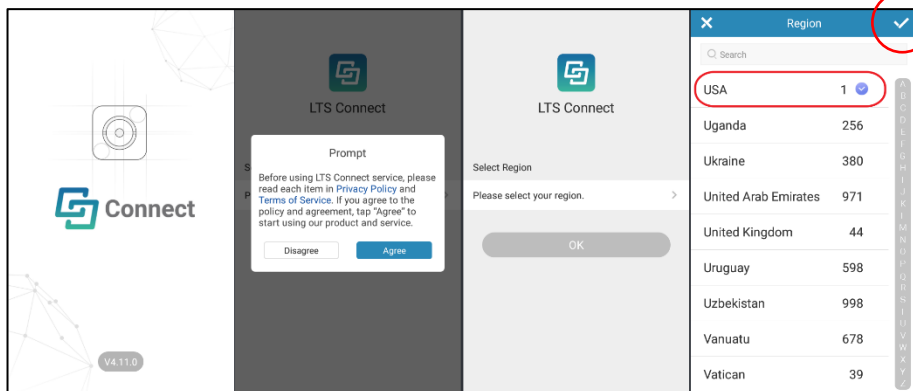 Connect
V4.11.0
LTS Connect
Prompt
Before using LTS Connect service, please
read each item in Privacy Policy and
Terms of Service. If you agree to the
policy and agreement, tap "Agree" to
start using our product and service.
Disagree
Agree
LTS Connect
Select Region
Please select your region.
OK
Region
Search
USA 1
Uganda 256
Ukraine 380
United Arab Emirates 971
United Kingdom 44
Uruguay 598
Uzbekistan 998
Vanuatu 678
Vatican 39
A
B
C
D
E
F
G
H
I
J
K
L
M
N
O
P
Q
R
S
T
U
V
W
X
Y
Z